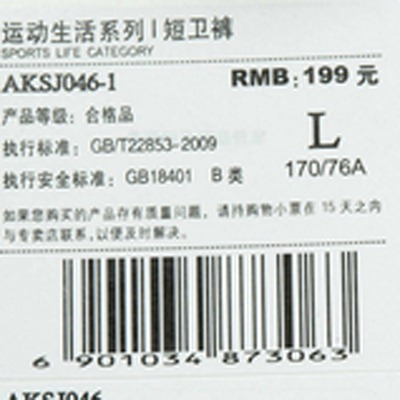 运动生活系列 | 短卫裤
SPORTS LIFE CATEGORY
AKSJ046-1
RMB: 199 元
产品等级: 合格品
执行标准: GB/T22853-2009
L
执行安全标准: GB18401 B 类
170/76A
如果您购买的产品存有质量问题, 请持购物小票在 15 天之内
与专卖店联系, 以便及时解决。
6 901034 873063
AKSJ046